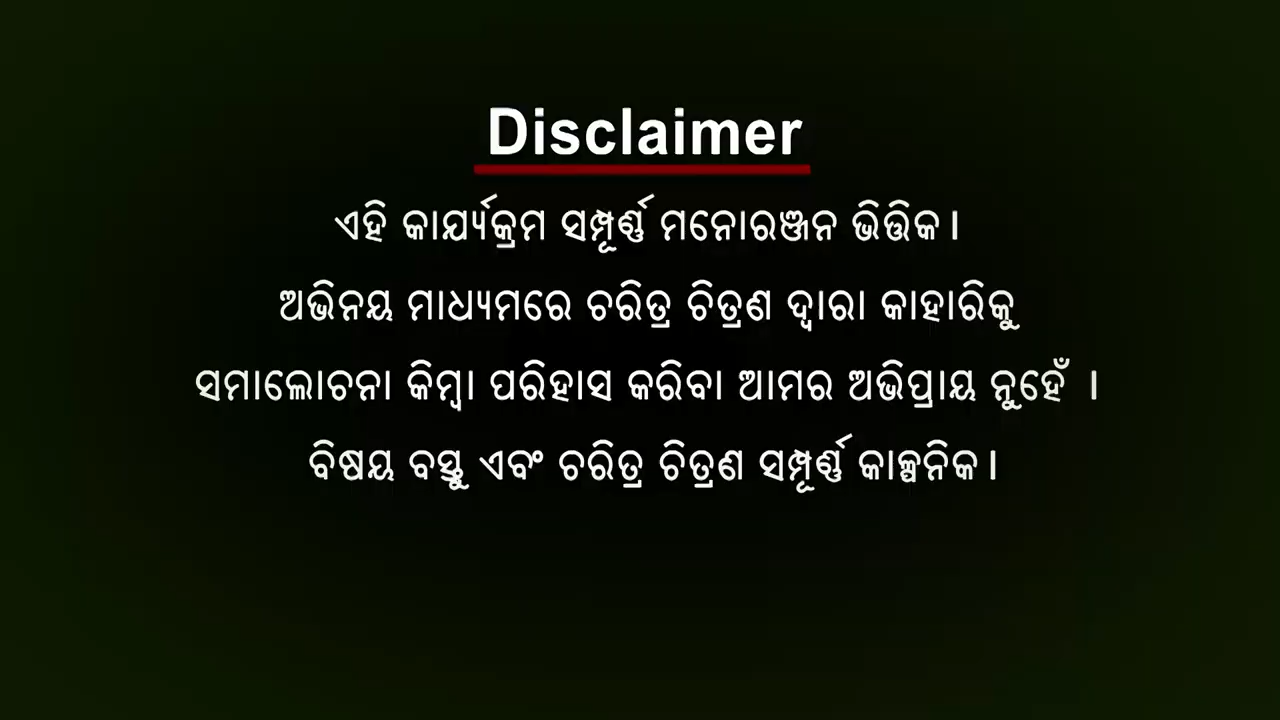 Disclaimer
ଏହି କାର୍ଯ୍ୟକ୍ରମ ସମ୍ପୂର୍ଣ୍ଣ ମନୋରଞ୍ଜନ ଭିତ୍ତିକ।
ଅଭିନୟ ମାଧ୍ୟମରେ ଚରିତ୍ର ଚିତ୍ରଣ ଦ୍ୱାରା କାହାରିକୁ
ସମାଲୋଚନା କିମ୍ବା ପରିହାସ କରିବା ଆମର ଅଭିପ୍ରାୟ ନୁହେଁ ।
ବିଷୟ ବସ୍ତୁ ଏବଂ ଚରିତ୍ର ଚିତ୍ରଣ ସମ୍ପୂର୍ଣ୍ଣ କାଳ୍ପନିକ।